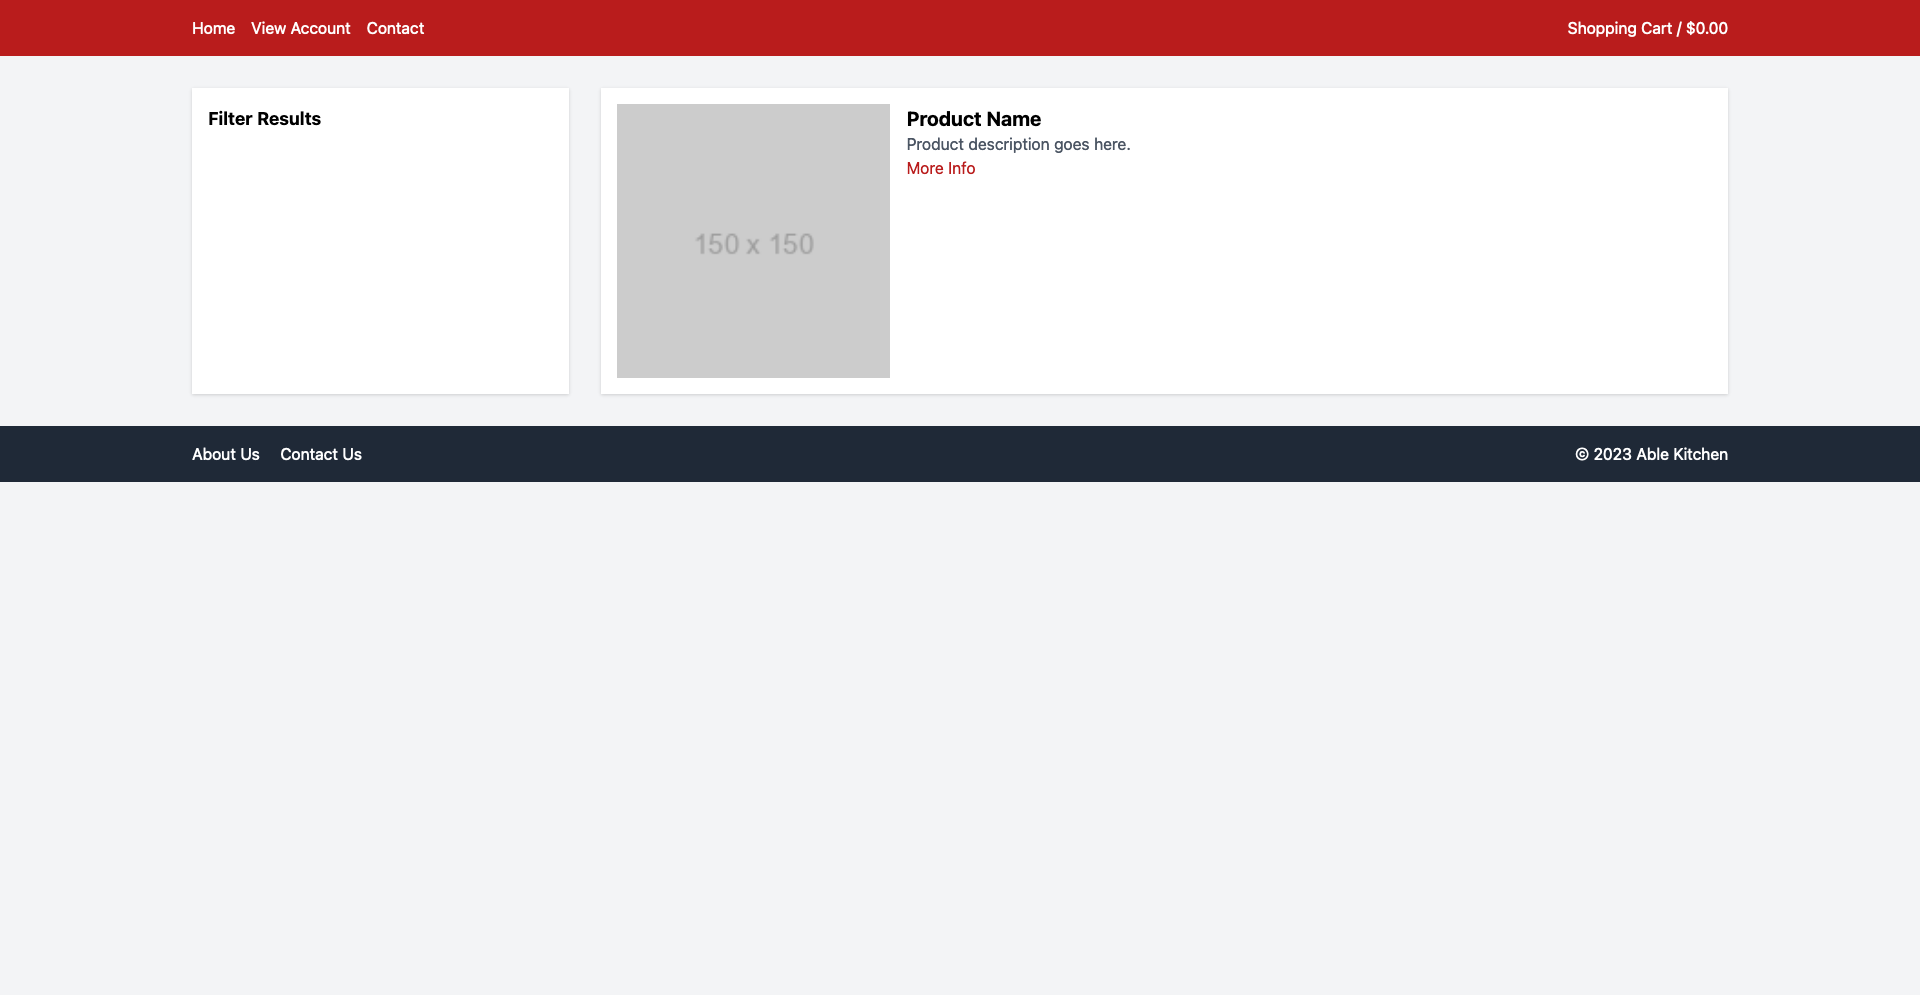 Home View Account Contact Shopping Cart / $0.00
Filter Results
150 x 150
Product Name
Product description goes here.
More Info
About Us Contact Us © 2023 Able Kitchen